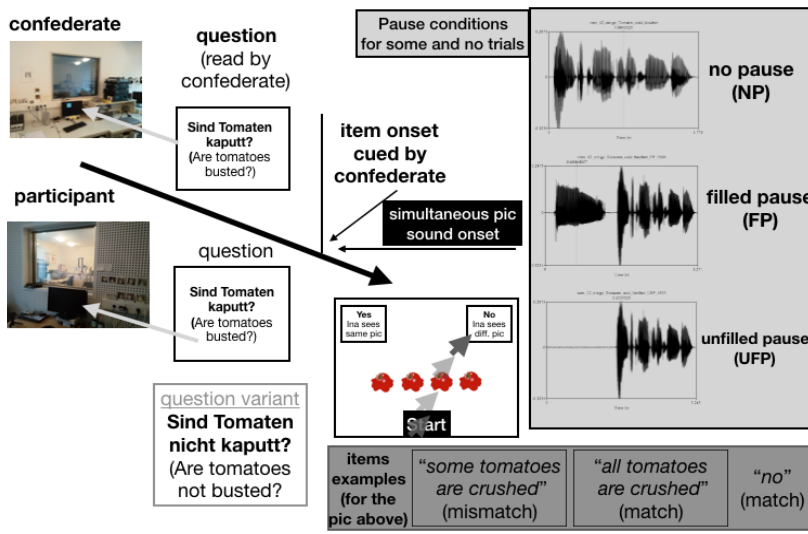 confederate
question
(read by
confederate)
Sind Tomaten
kaputt?
(Are tomatoes
busted?)
participant
question
Sind Tomaten
kaputt?
(Are tomatoes
busted?)
question variant
Sind Tomaten
nicht kaputt?
(Are tomatoes
not busted?
item onset
cued by
confederate
simultaneous pic
sound onset
Yes
Ina sees
same pic
No
Ina sees
diff. pic
Start
Pause conditions
for some and no trials
no pause
(NP)
filled pause
(FP)
unfilled pause
(UFP)
items
examples
(for the
pic above)
“some tomatoes
are crushed”
(mismatch)
“all tomatoes
are crushed”
(match)
“no”
(match)